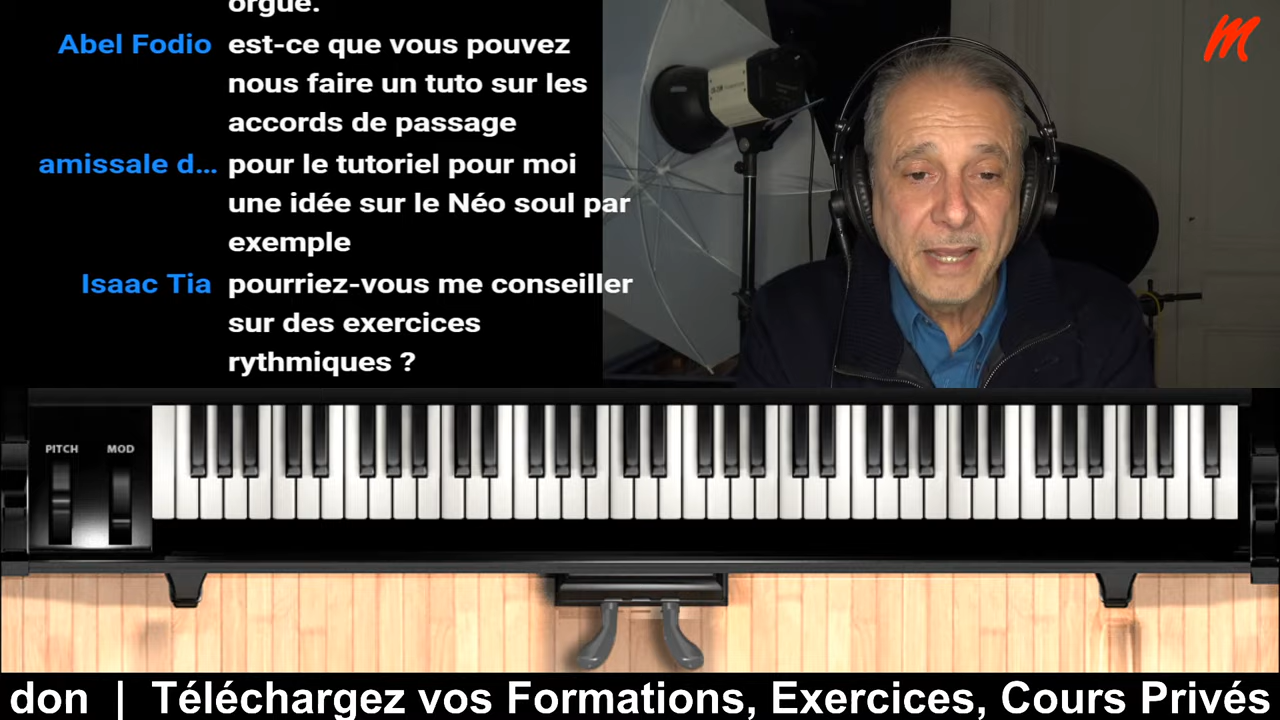 orgue.
Abel Fodio est-ce que vous pouvez
nous faire un tuto sur les
accords de passage
amissale d... pour le tutoriel pour moi
une idée sur le Néo soul par
exemple
Isaac Tia pourriez-vous me conseiller
sur des exercices
rythmiques ?
M
PITCH MOD
don | Téléchargez vos Formations, Exercices, Cours Privés